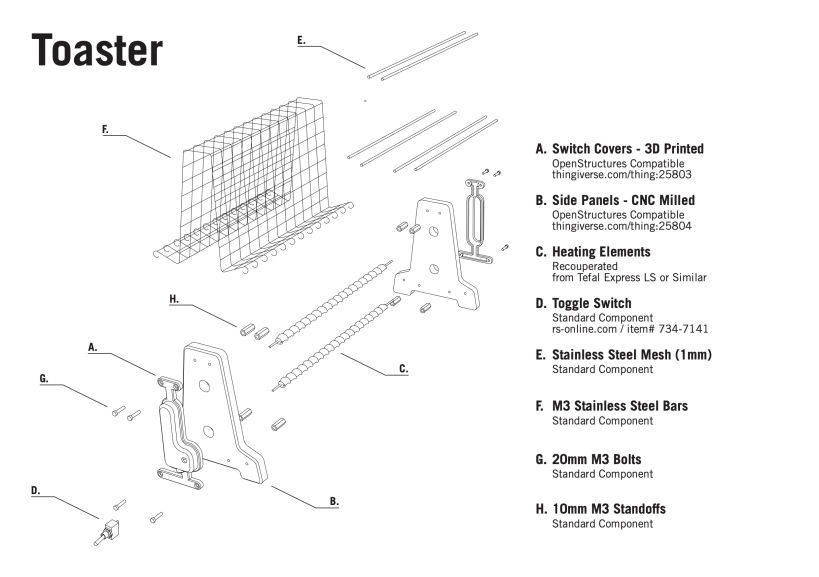 Toaster
E.
F.
H.
A.
G.
C.
D.
B.
A. Switch Covers - 3D Printed
OpenStructures Compatible
thingiverse.com/thing:25803
B. Side Panels - CNC Milled
OpenStructures Compatible
thingiverse.com/thing:25804
C. Heating Elements
Recouperated
from Tefal Express LS or Similar
D. Toggle Switch
Standard Component
rs-online.com / item# 734-7141
E. Stainless Steel Mesh (1mm)
Standard Component
F. M3 Stainless Steel Bars
Standard Component
G. 20mm M3 Bolts
Standard Component
H. 10mm M3 Standoffs
Standard Component